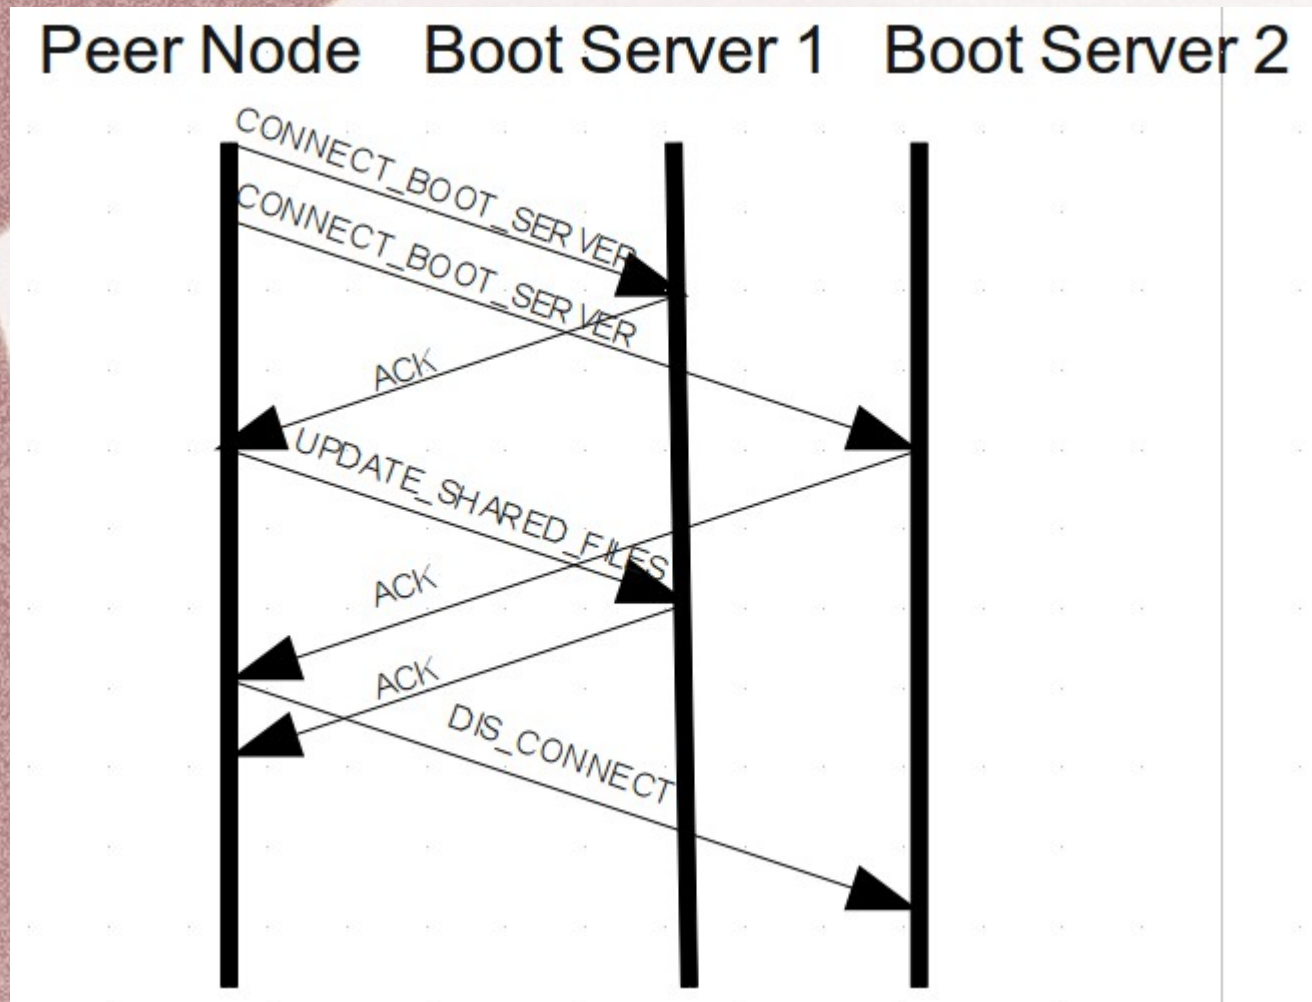 Peer Node Boot Server 1 Boot Server 2
CONNECT_BOOT_SERVER
CONNECT_BOOT_SERVER
ACK
UPDATE_SHARED_FILES
ACK
ACK
DIS_CONNECT